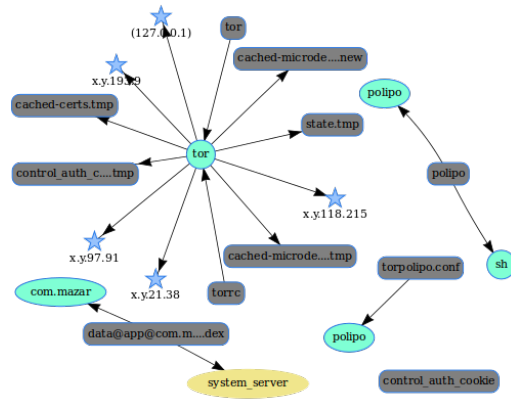 (127.0.0.1)
tor
x.y.193.9
cached-microde....new
cached-certs.tmp
polipo
state.tmp
tor
control_auth_c....tmp
polipo
x.y.118.215
x.y.97.91
cached-microde....tmp
torpolipo.conf
sh
x.y.21.38
com.mazar
torrc
data@app@com.m....dex
polipo
system_server
control_auth_cookie